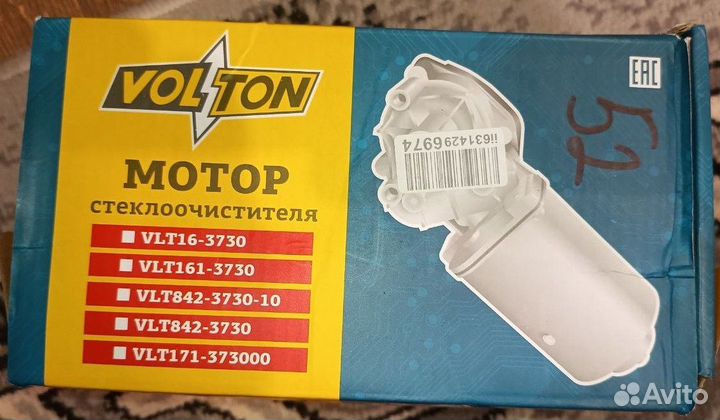 VOLTON
МОТОР
стеклоочистителя
VLT16-3730
VLT161-3730
VLT842-3730-10
VLT842-3730
VLT171-373000
ii6314296974
EAC
52
Avito